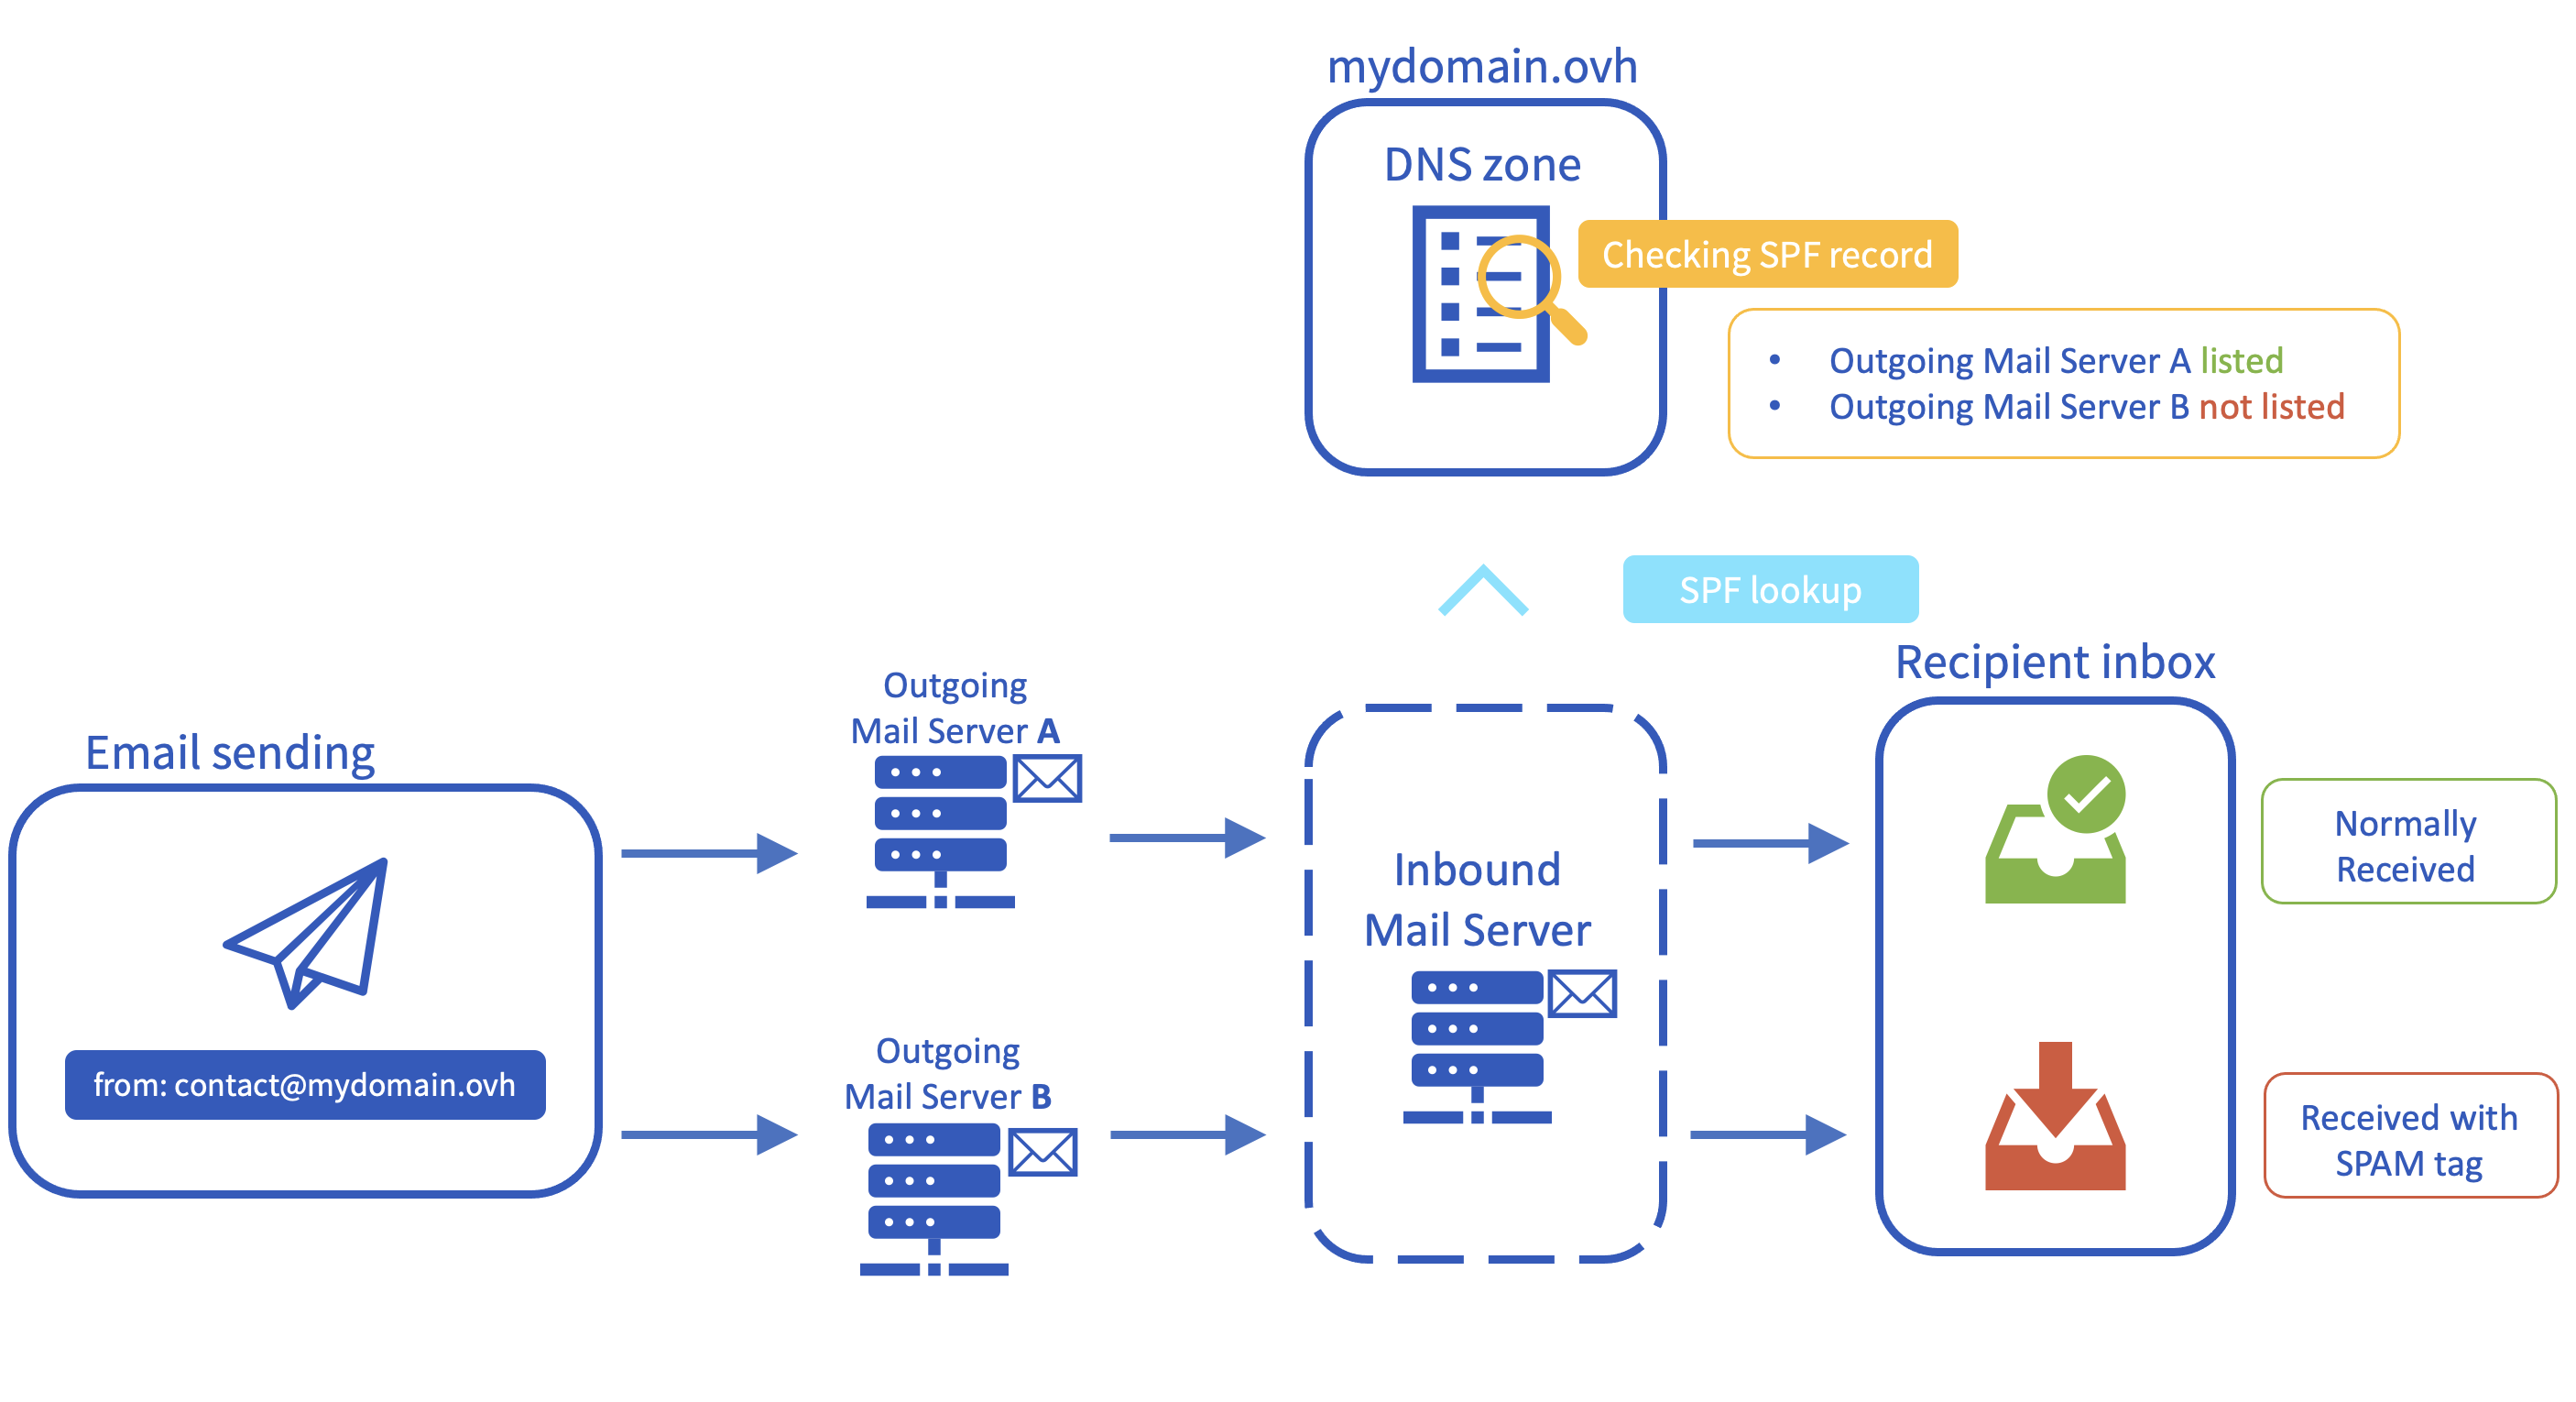 mydomain.ovh
DNS zone
Checking SPF record
• Outgoing Mail Server A listed
• Outgoing Mail Server B not listed
SPF lookup
Recipient inbox
Outgoing
Mail Server A
Email sending
Normally
Received
Inbound
Mail Server
Outgoing
Mail Server B
from: contact@mydomain.ovh
Received with
SPAM tag